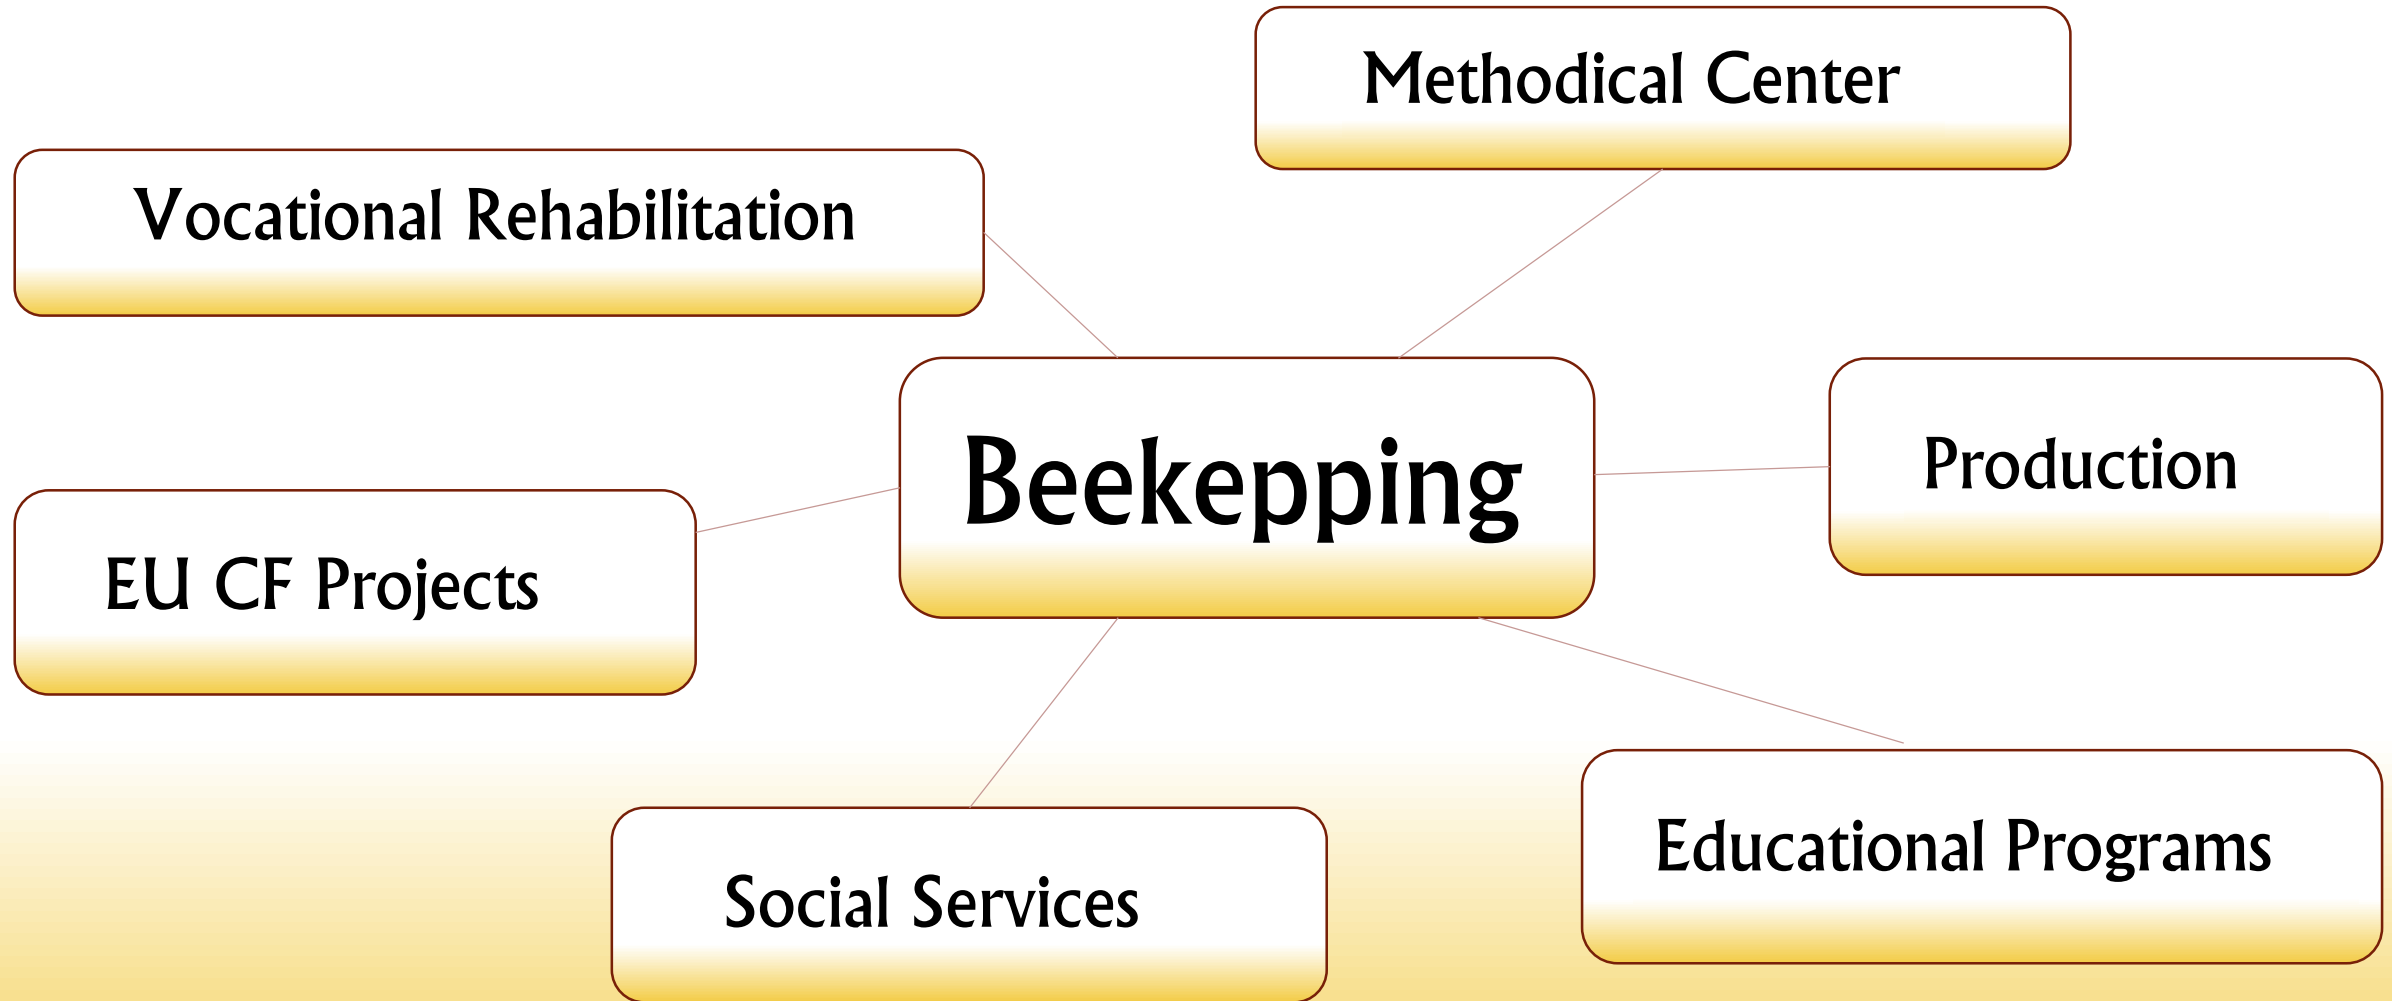 Methodical Center
Vocational Rehabilitation
Beekepping
Production
EU CF Projects
Educational Programs
Social Services